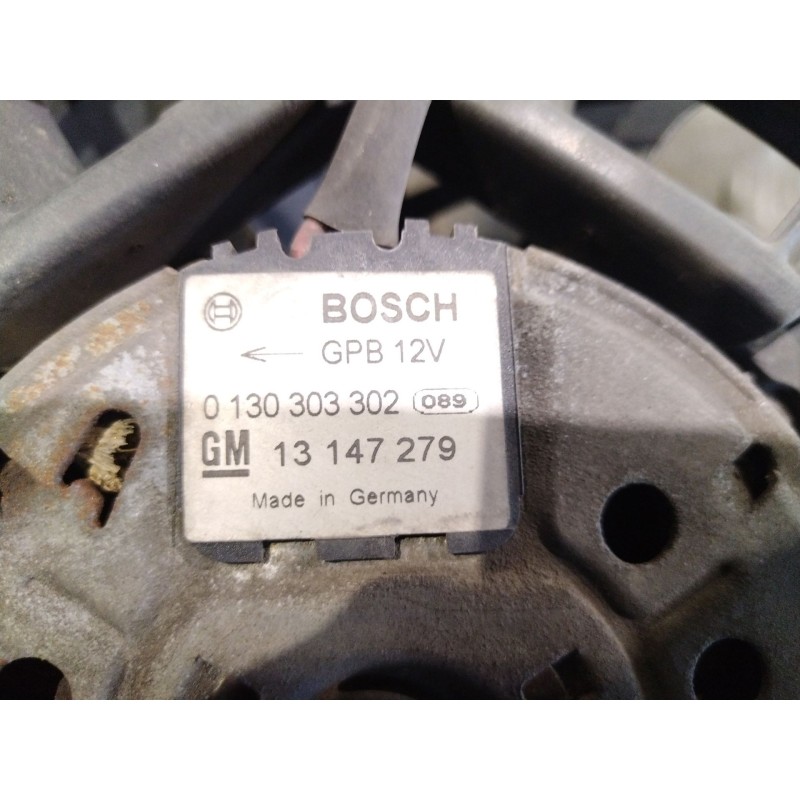 BOSCH
GPB 12V
0 130 303 302 089
GM 13 147 279
Made in Germany